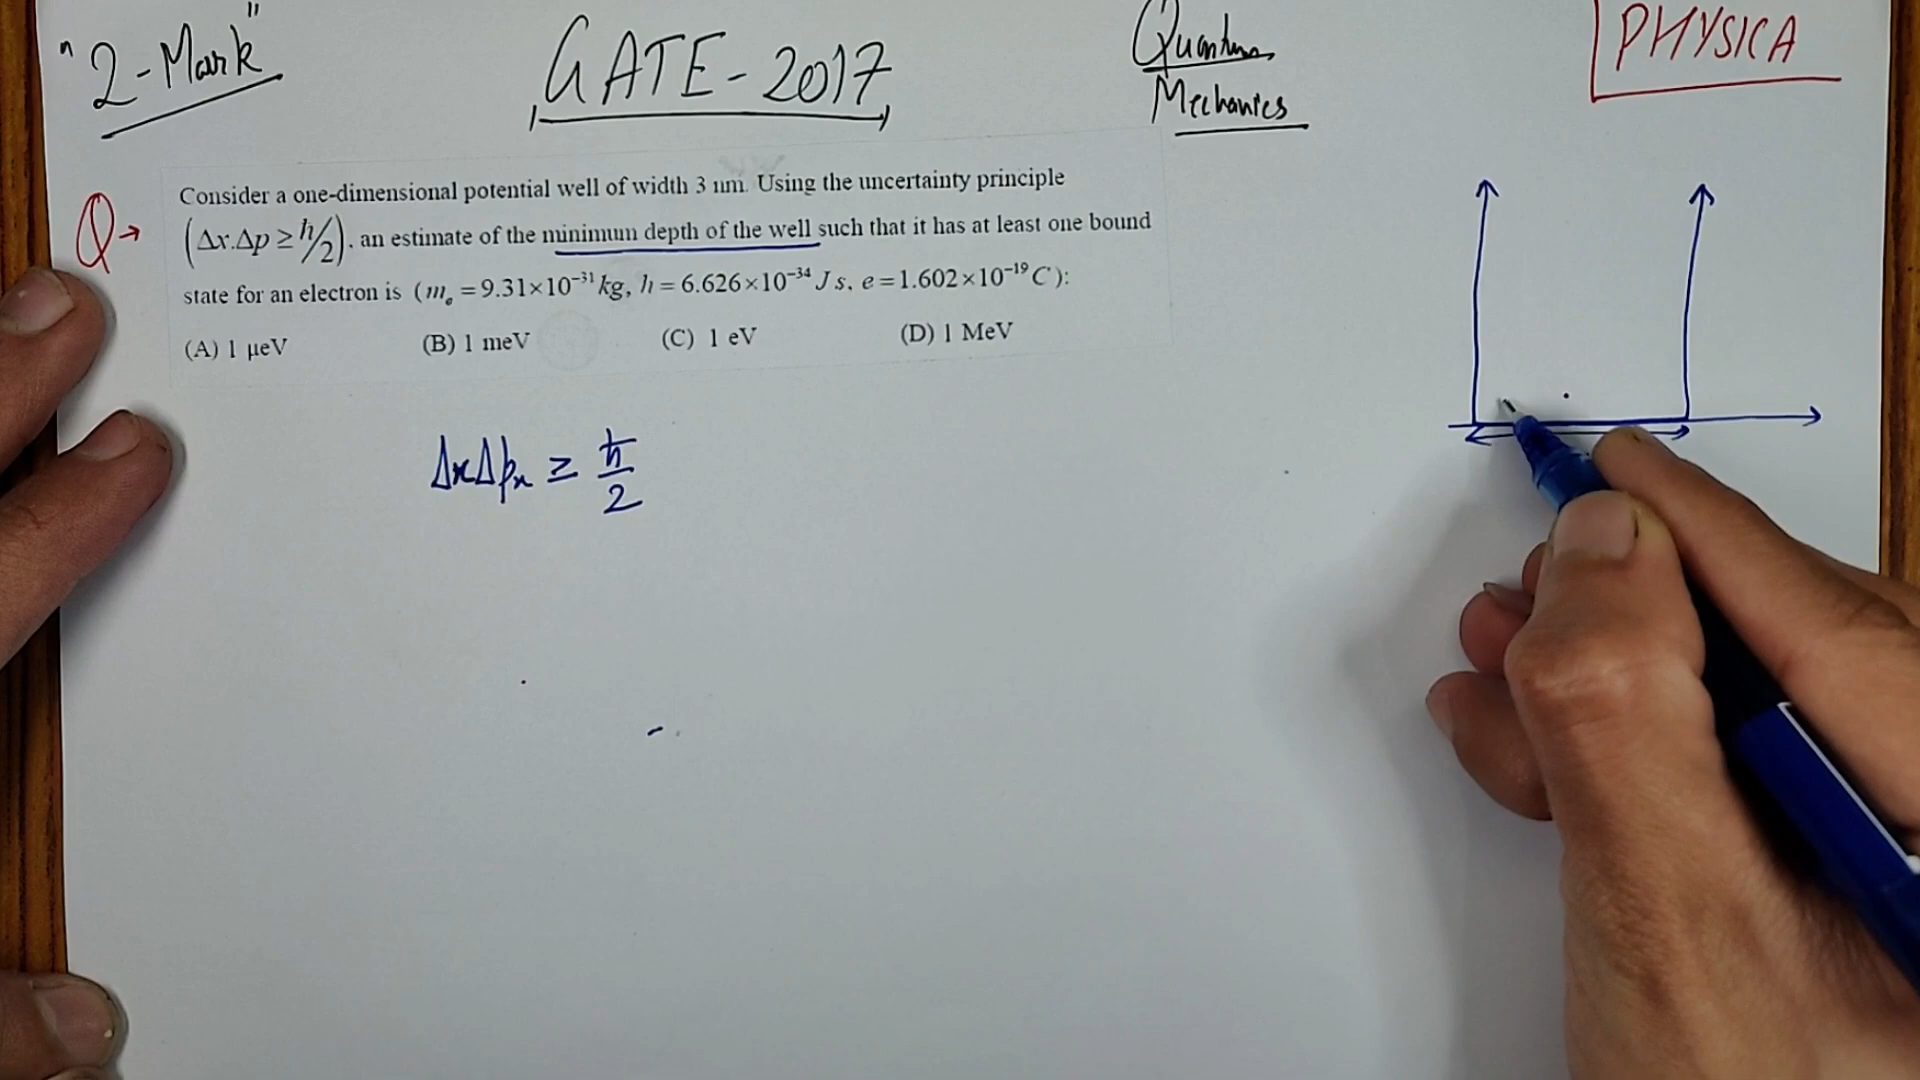 "2-Mark"
GATE-2017
Quantum
Mechanics
PHYSICA
Q→
Consider a one-dimensional potential well of width 3 nm. Using the uncertainty principle
(Δx.Δp ≥ ħ/2), an estimate of the minimum depth of the well such that it has at least one bound
state for an electron is (mₑ = 9.31×10⁻³¹ kg, h = 6.626×10⁻³⁴ J s, e = 1.602×10⁻¹⁹ C):
(A) 1 μeV (B) 1 meV (C) 1 eV (D) 1 MeV
ΔxΔpₓ ≥ ħ/2